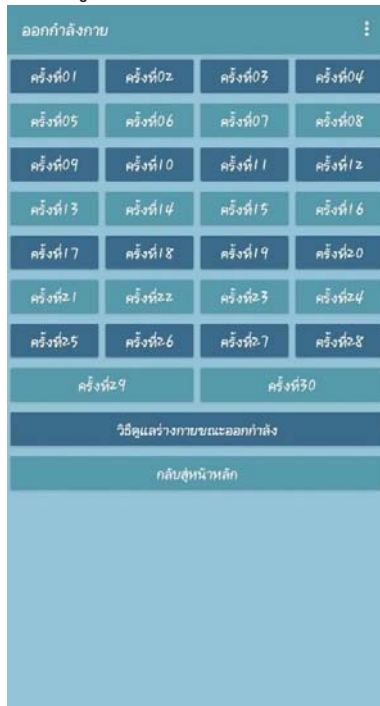 ออกกำลังกาย
ครั้งที่01 ครั้งที่02 ครั้งที่03 ครั้งที่04
ครั้งที่05 ครั้งที่06 ครั้งที่07 ครั้งที่08
ครั้งที่09 ครั้งที่10 ครั้งที่11 ครั้งที่12
ครั้งที่13 ครั้งที่14 ครั้งที่15 ครั้งที่16
ครั้งที่17 ครั้งที่18 ครั้งที่19 ครั้งที่20
ครั้งที่21 ครั้งที่22 ครั้งที่23 ครั้งที่24
ครั้งที่25 ครั้งที่26 ครั้งที่27 ครั้งที่28
ครั้งที่29 ครั้งที่30
วิธีดูแลร่างกายขณะออกกำลัง
กลับสู่หน้าหลัก